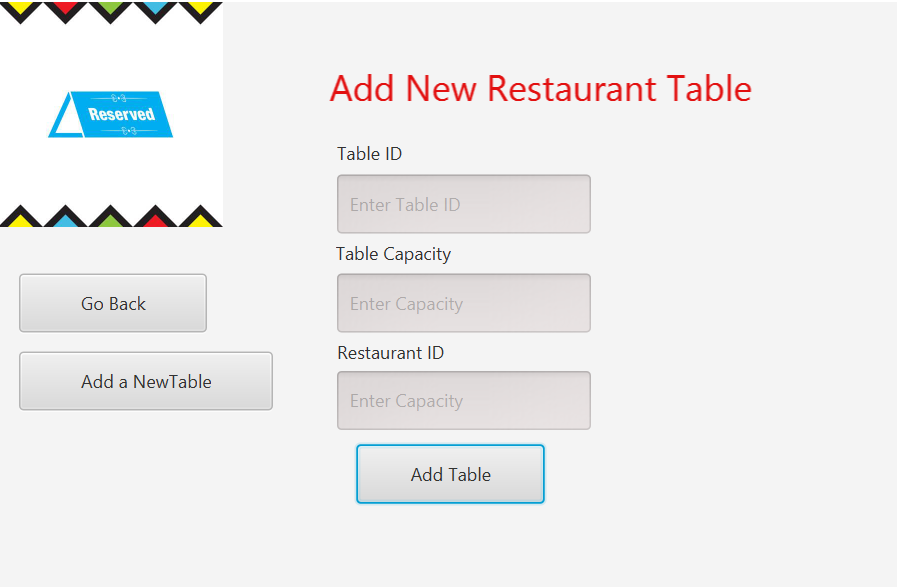 Reserved
Add New Restaurant Table
Table ID
Enter Table ID
Table Capacity
Enter Capacity
Restaurant ID
Enter Capacity
Add Table
Go Back
Add a NewTable